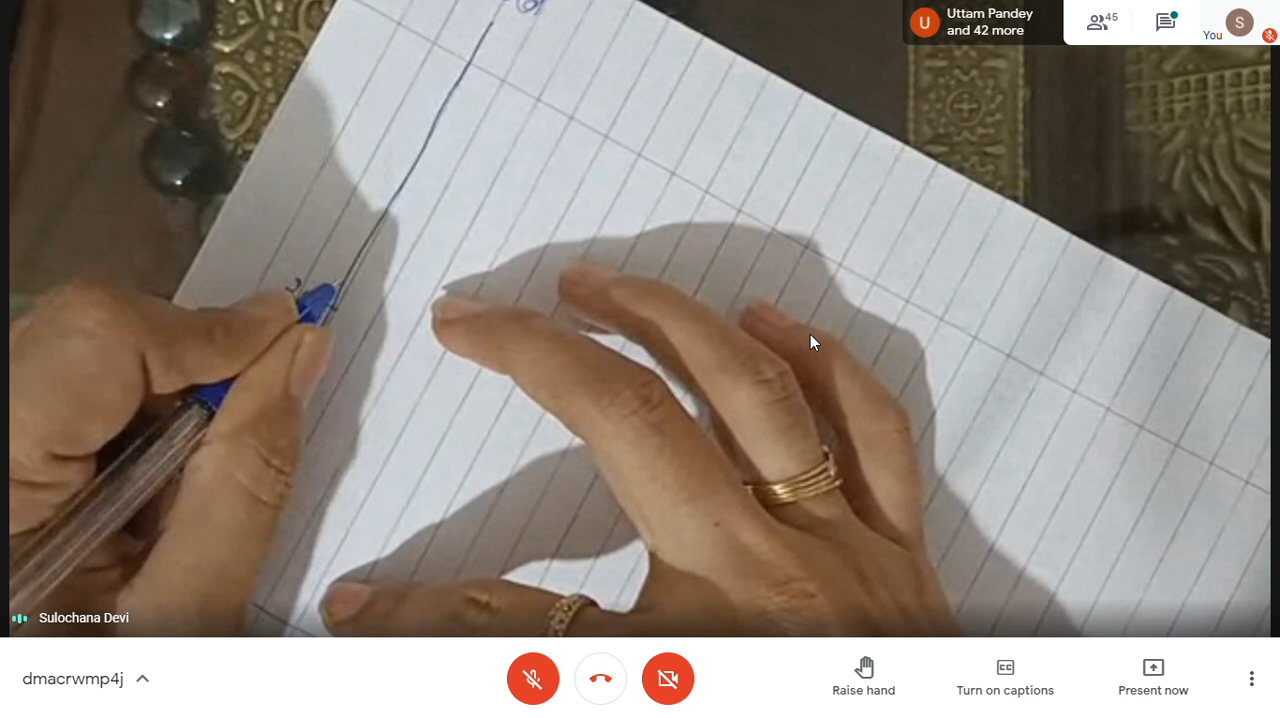 U
Uttam Pandey
and 42 more
45
You
S
Sulochana Devi
dmacrwmp4j
Raise hand
Turn on captions
Present now